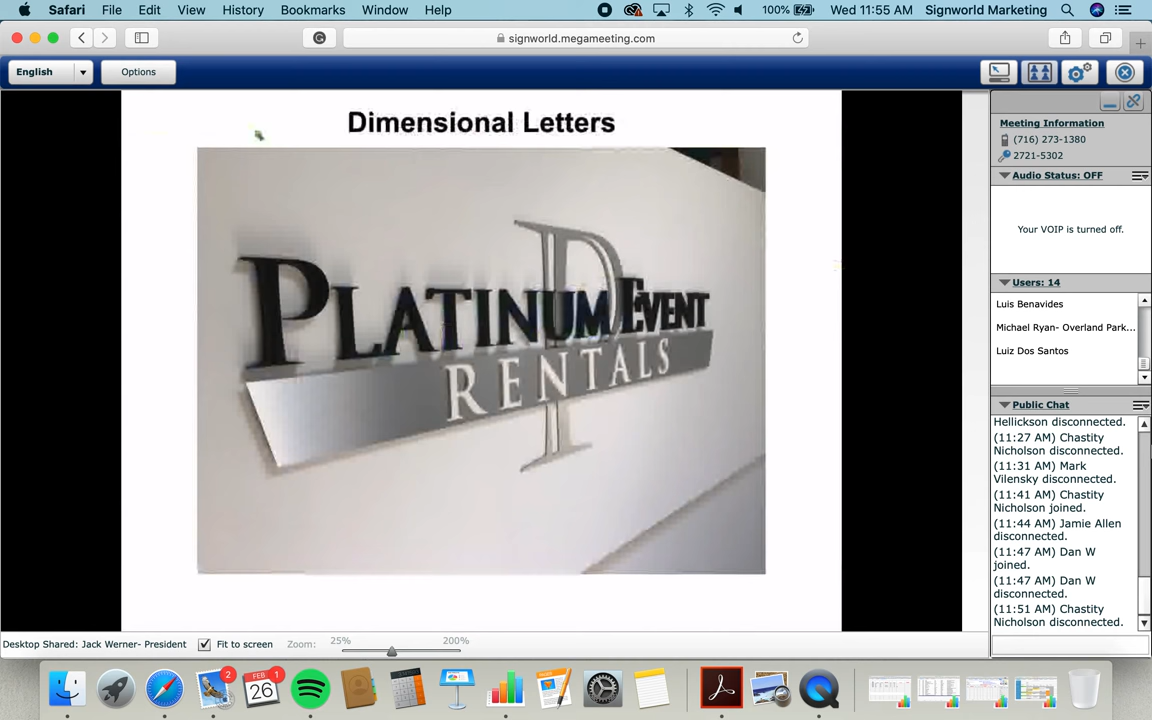 Safari File Edit View History Bookmarks Window Help 100% Wed 11:55 AM Signworld Marketing
signworld.megameeting.com
English Options
Dimensional Letters
PLATINUM EVENT
RENTALS
Meeting Information
(716) 273-1380
2721-5302
Audio Status: OFF
Your VOIP is turned off.
Users: 14
Luis Benavides
Michael Ryan- Overland Park...
Luiz Dos Santos
Public Chat
Hellickson disconnected.
(11:27 AM) Chastity
Nicholson disconnected.
(11:31 AM) Mark
Vilensky disconnected.
(11:41 AM) Chastity
Nicholson joined.
(11:44 AM) Jamie Allen
disconnected.
(11:47 AM) Dan W
joined.
(11:47 AM) Dan W
disconnected.
(11:51 AM) Chastity
Nicholson disconnected.
Desktop Shared: Jack Werner- President Fit to screen Zoom: 25% 200%
2
FEB 1
26